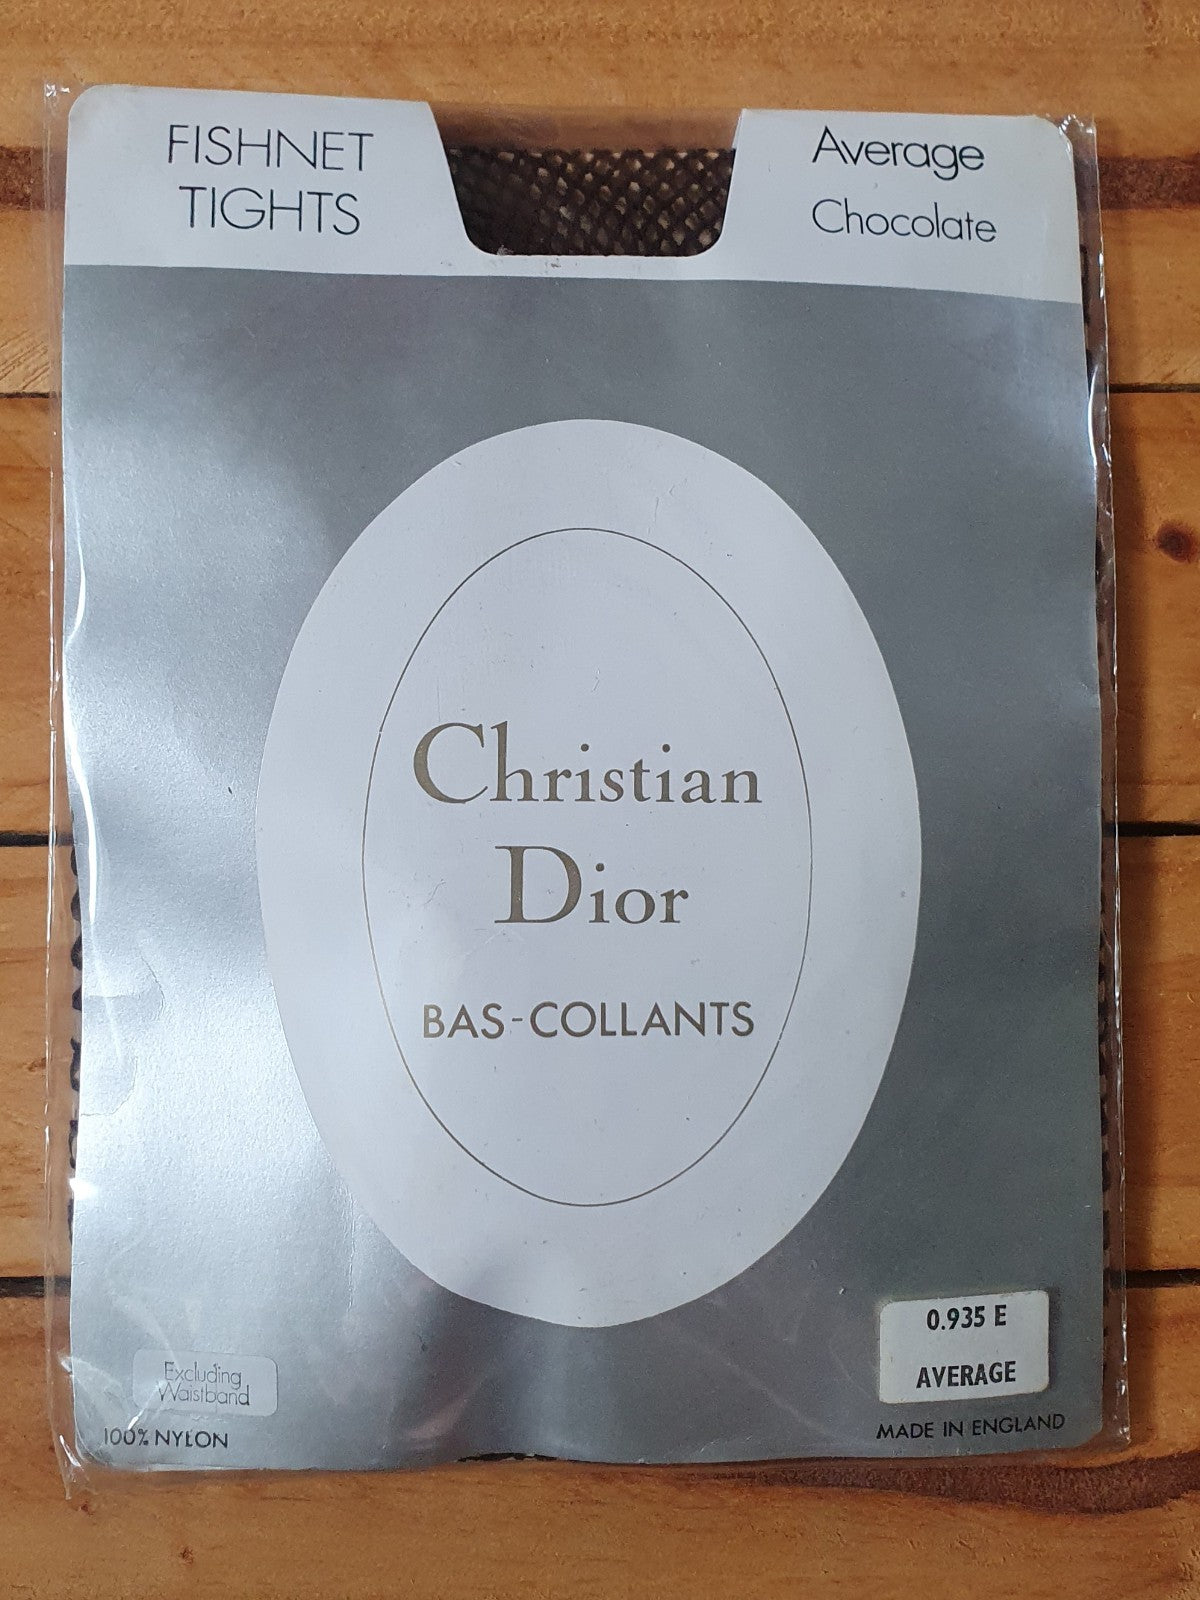 FISHNET
TIGHTS
Average
Chocolate
Christian
Dior
BAS-COLLANTS
Excluding
Waistband
100% NYLON
0.935 E
AVERAGE
MADE IN ENGLAND